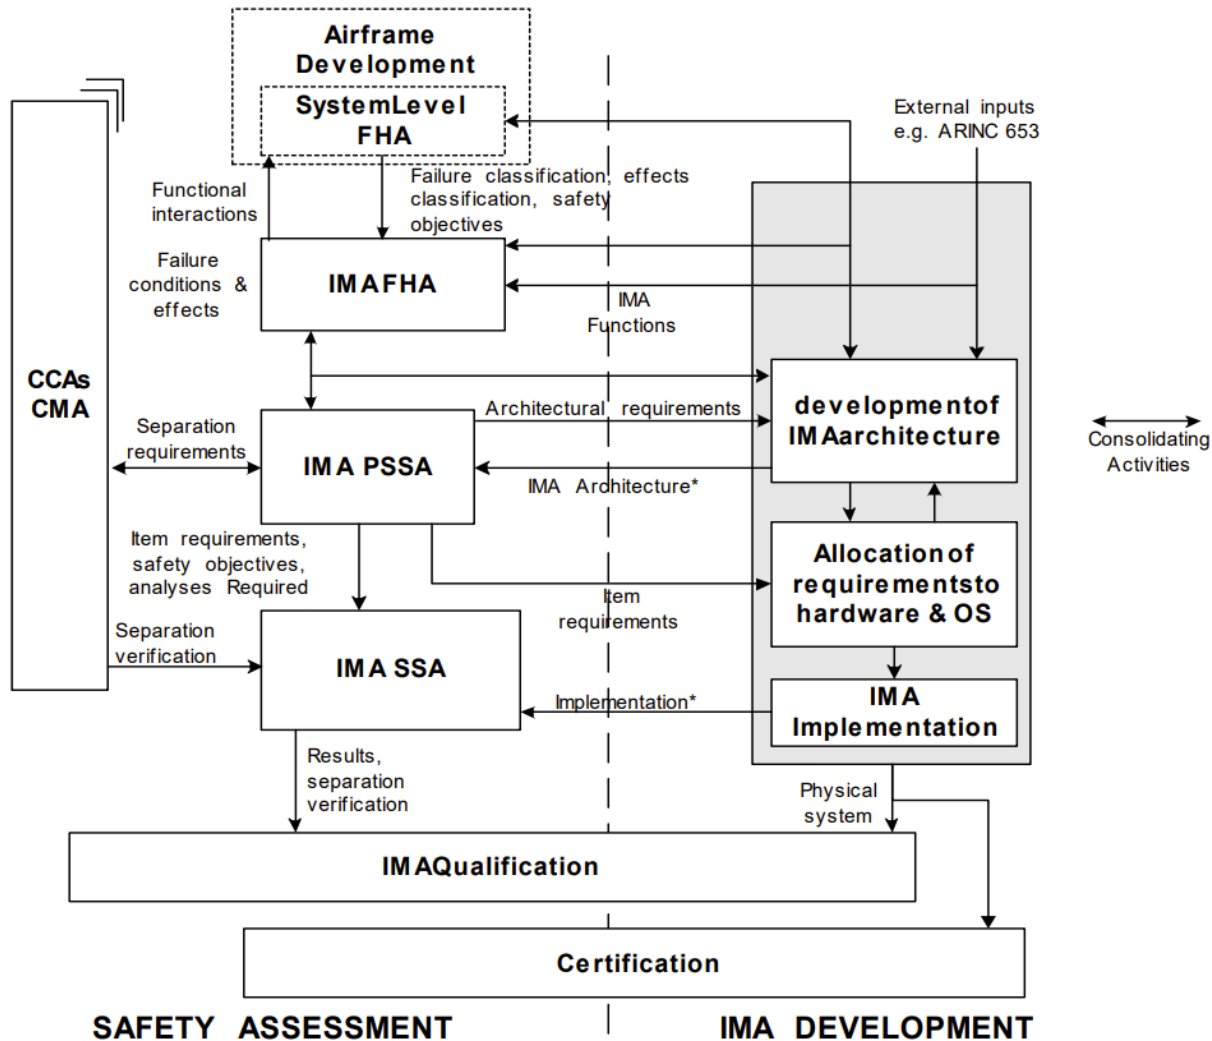 Airframe
Development
SystemLevel
FHA
External inputs
e.g. ARINC 653
Functional
interactions
Failure classification, effects
classification, safety
objectives
Failure
conditions &
effects
IMAFHA
IMA
Functions
CCAs
CMA
Separation
requirements
IMA PSSA
Architectural requirements
IMA Architecture*
developmentof
IMAarchitecture
Consolidating
Activities
Item requirements,
safety objectives,
analyses Required
Item
requirements
Allocationof
requirementsto
hardware & OS
Separation
verification
IMA SSA
Implementation*
IMA
Implementation
Results,
separation
verification
Physical
system
IMAQualification
Certification
SAFETY ASSESSMENT
IMA DEVELOPMENT